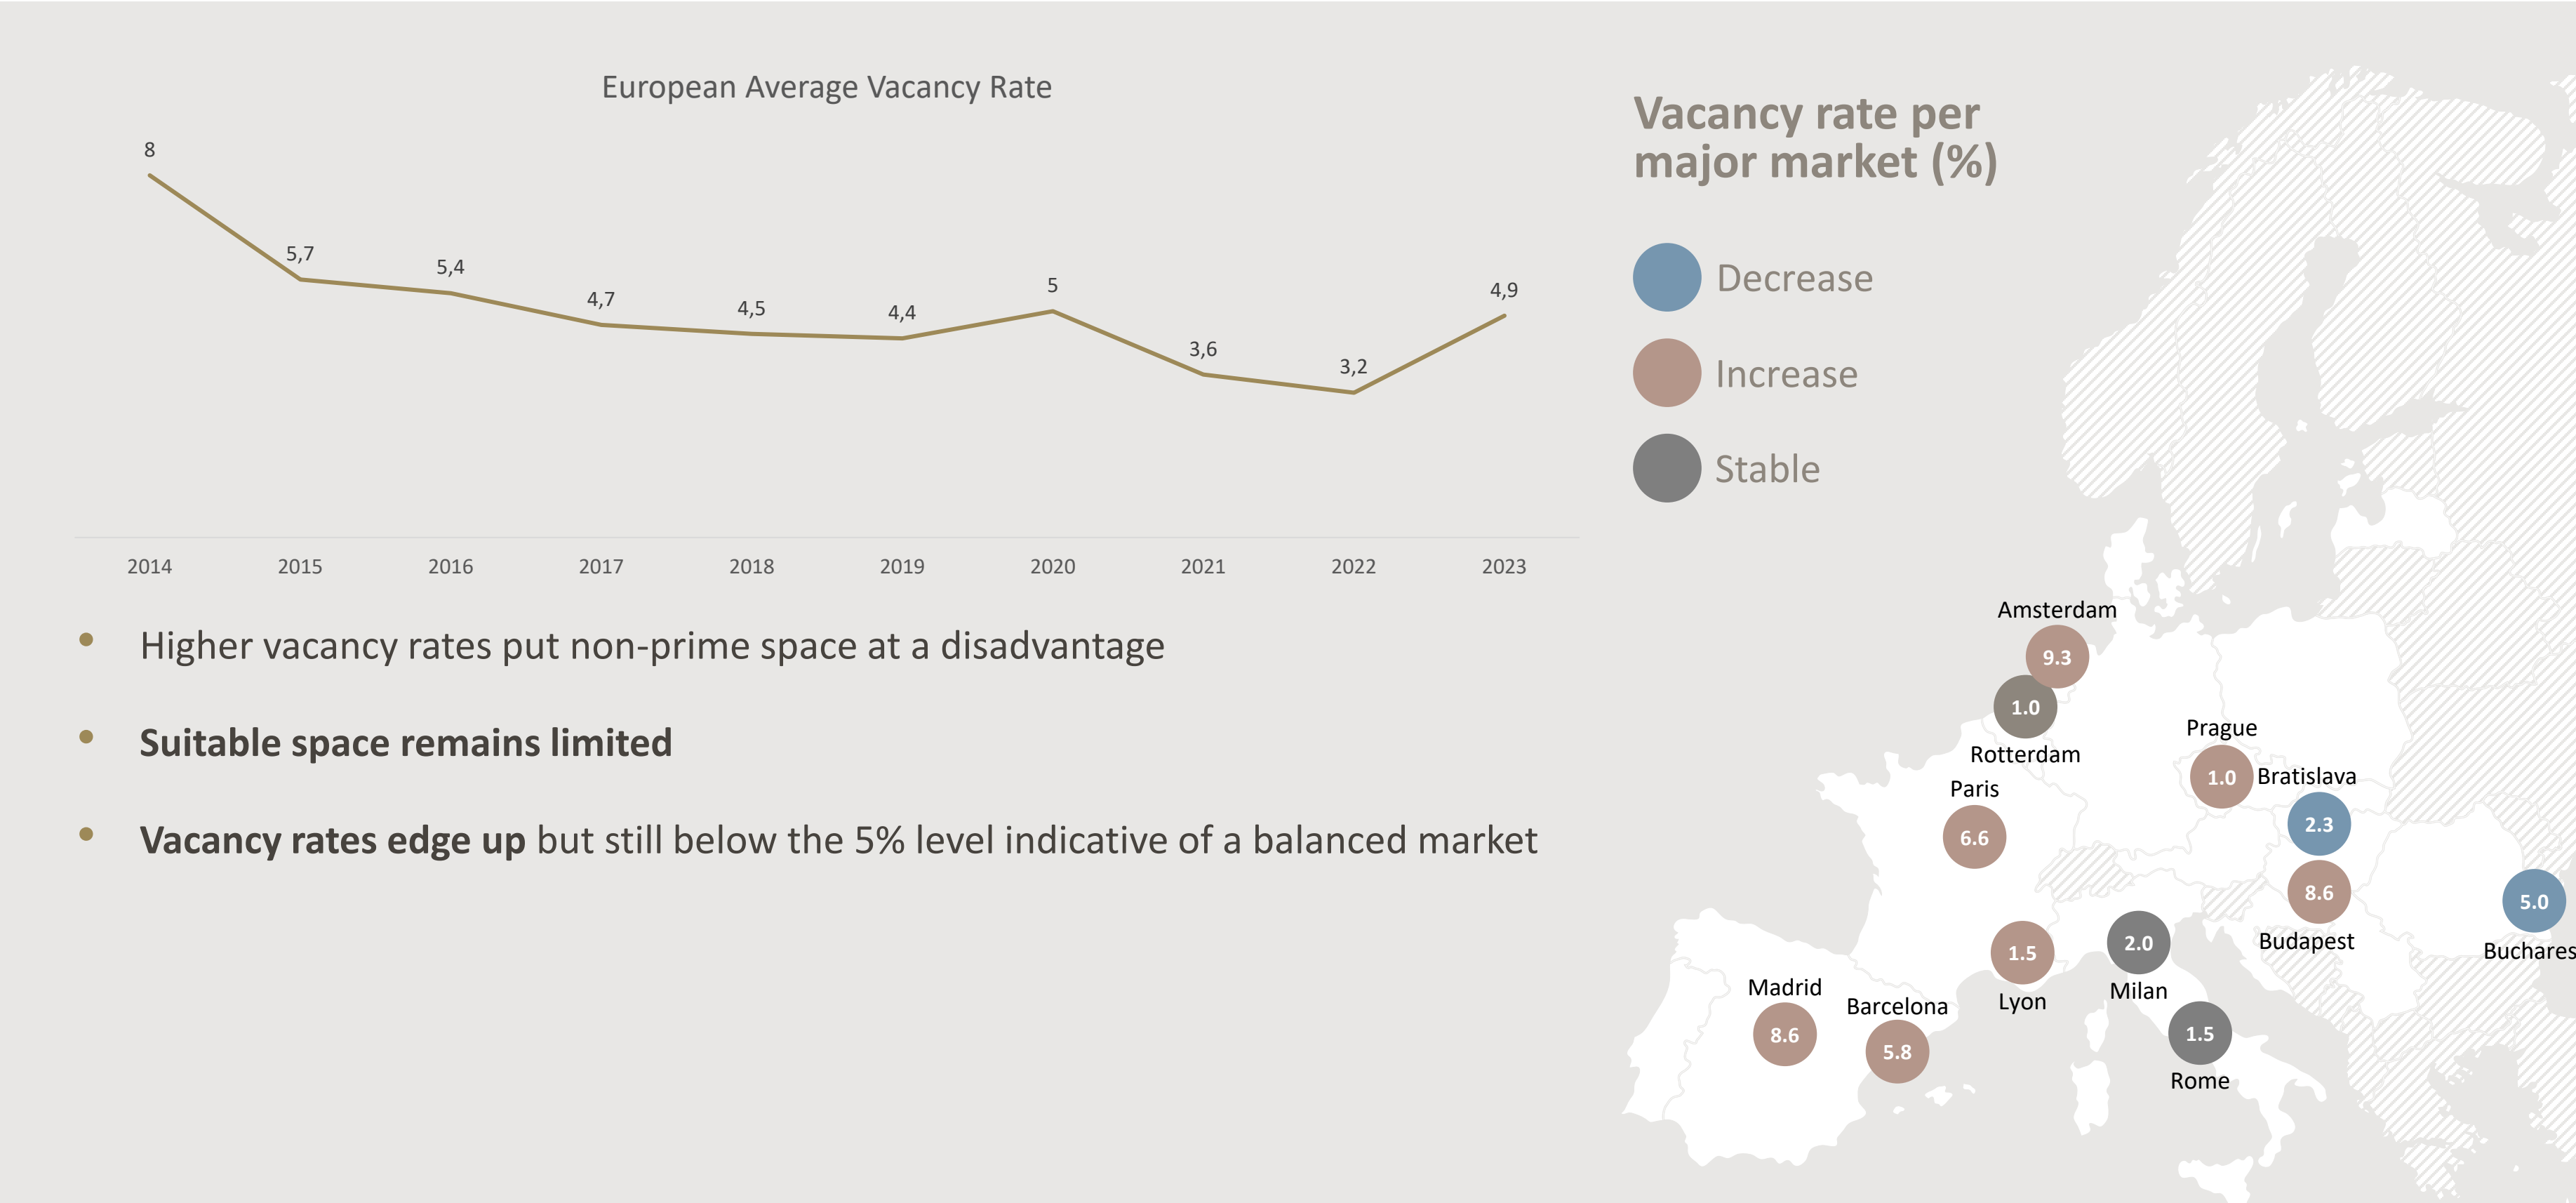 European Average Vacancy Rate
8
5,7
5,4
4,7
4,5
4,4
5
3,6
3,2
4,9
2014 2015 2016 2017 2018 2019 2020 2021 2022 2023
• Higher vacancy rates put non-prime space at a disadvantage
• Suitable space remains limited
• Vacancy rates edge up but still below the 5% level indicative of a balanced market
Vacancy rate per
major market (%)
Decrease
Increase
Stable
Amsterdam
9.3
1.0
Rotterdam
Prague
1.0
Bratislava
2.3
Paris
6.6
8.6
Budapest
5.0
Buchares
1.5
Lyon
2.0
Milan
Madrid
8.6
Barcelona
5.8
1.5
Rome